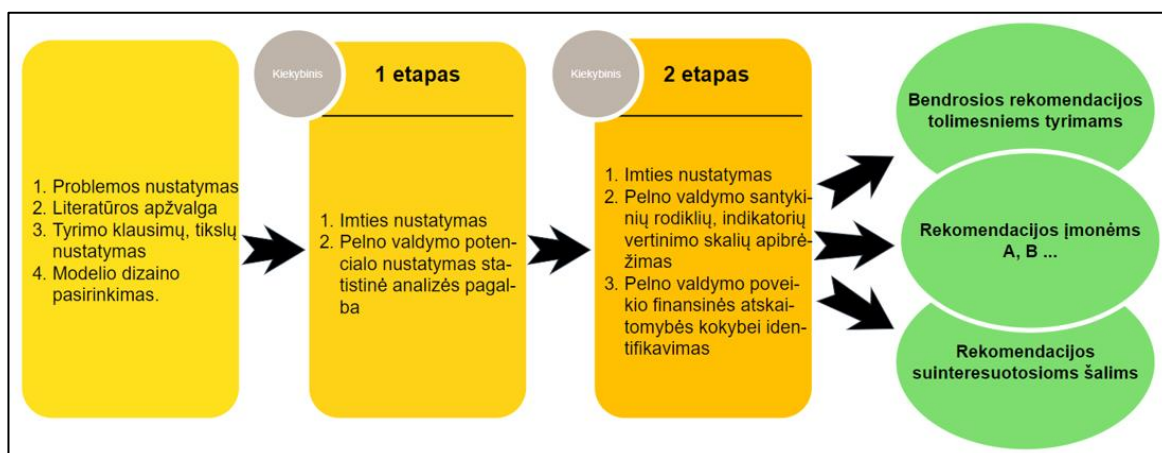 1. Problemos nustatymas
2. Literatūros apžvalga
3. Tyrimo klausimų, tikslų
nustatymas
4. Modelio dizaino
pasirinkimas.
Kiekybinis
1 etapas
1. Imties nustatymas
2. Pelno valdymo poten-
cialo nustatymas sta-
tistinė analizės pagal-
ba
Kiekybinis
2 etapas
1. Imties nustatymas
2. Pelno valdymo santyki-
nių rodiklių, indikatorių
vertinimo skalių apibrė-
žimas
3. Pelno valdymo povei-
kio finansinės atskai-
tomybės kokybei iden-
tifikavimas
Bendrosios rekomendacijos
tolimesniems tyrimams
Rekomendacijos įmonėms
A, B ...
Rekomendacijos
suinteresuotosioms šalims